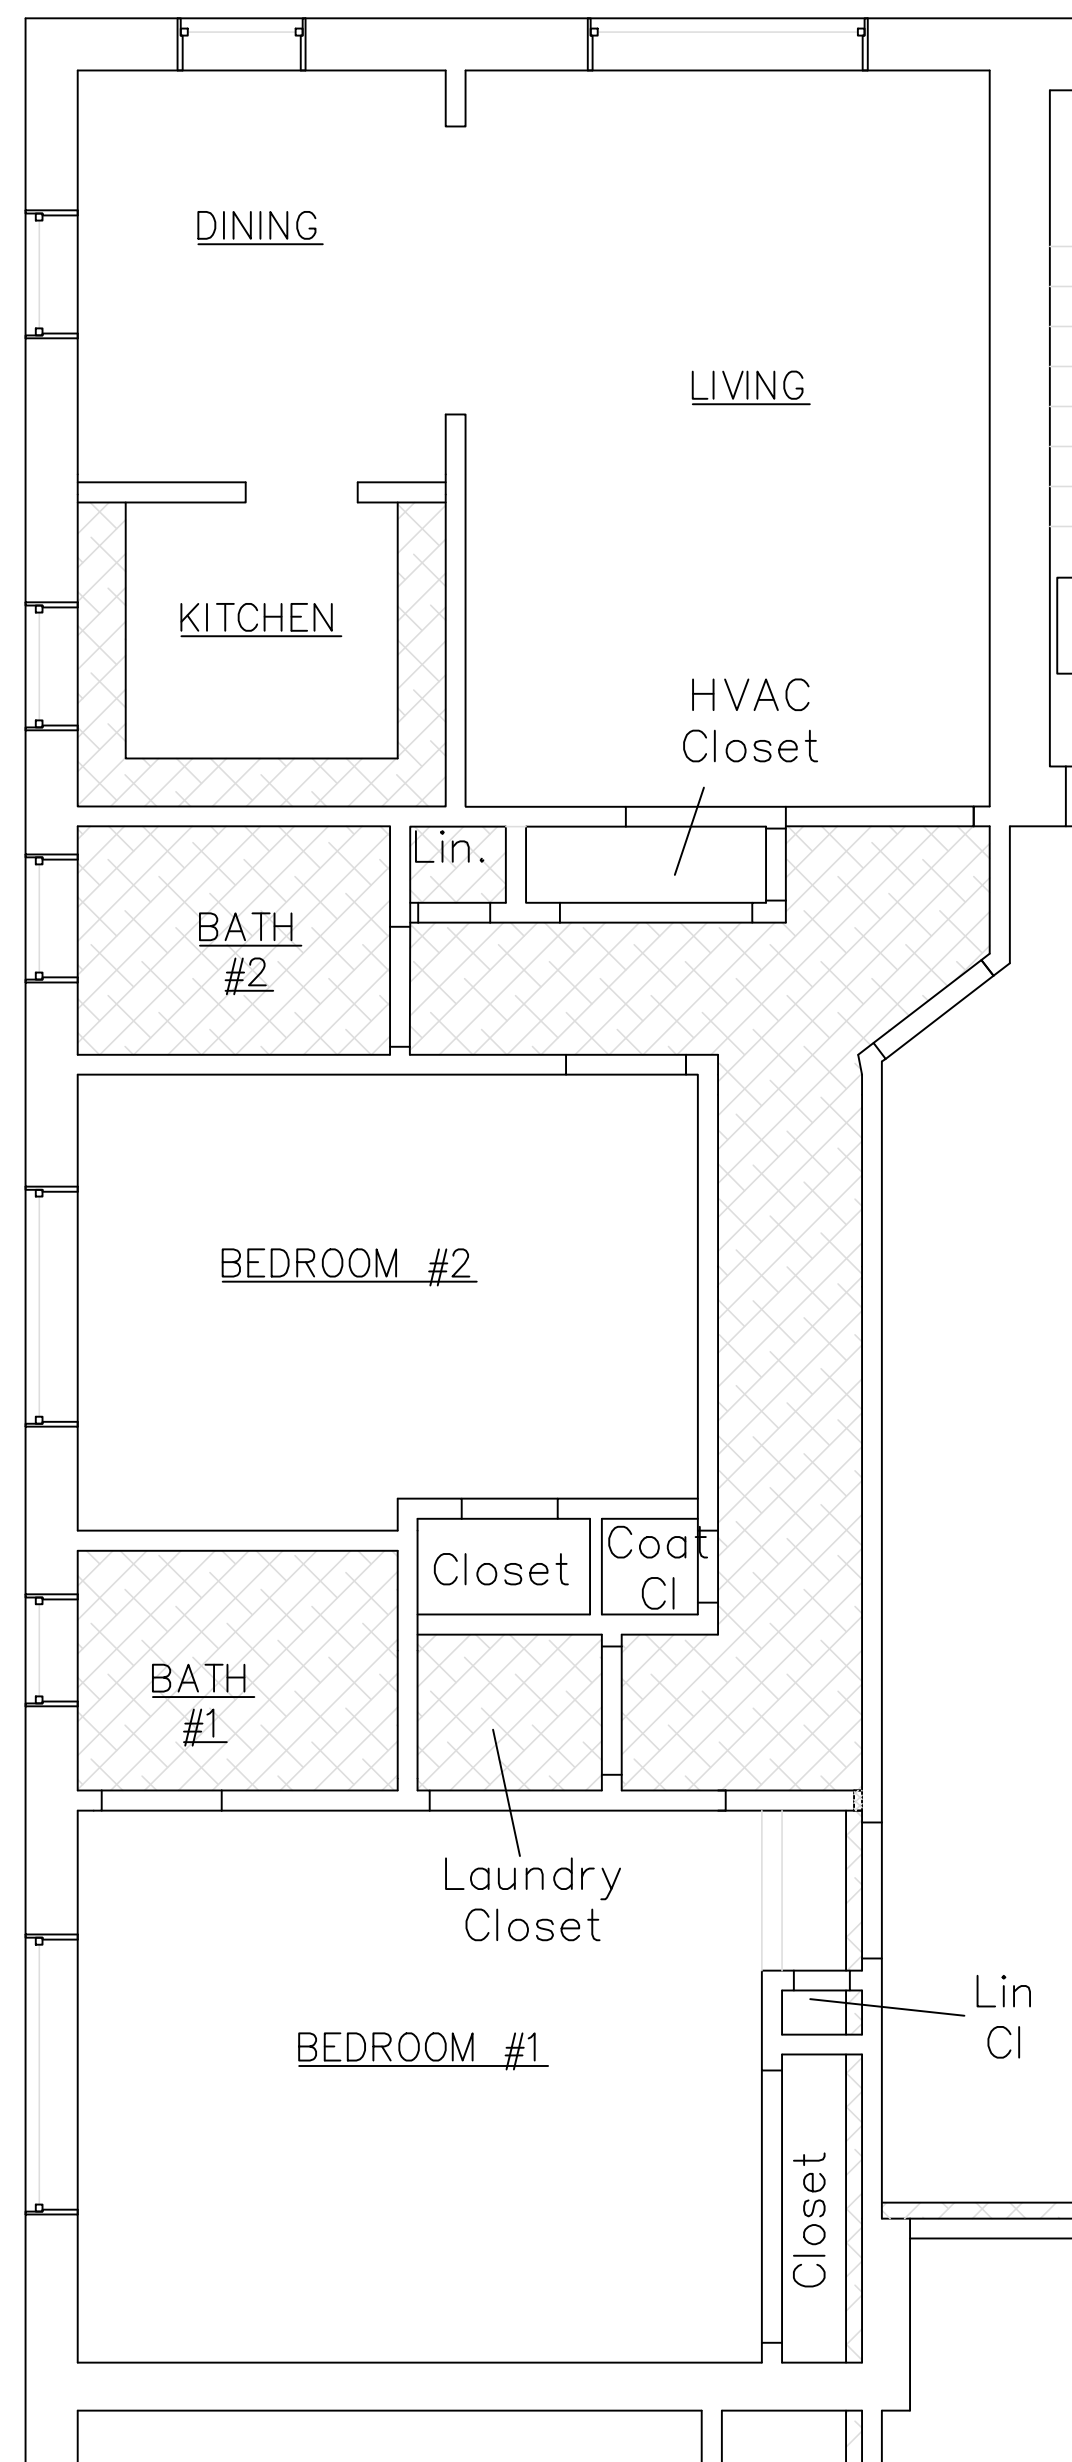 DINING
LIVING
KITCHEN
HVAC
Closet
Lin.
BATH
#2
BEDROOM #2
Closet
Coat
Cl
BATH
#1
Laundry
Closet
Lin
Cl
BEDROOM #1
Closet